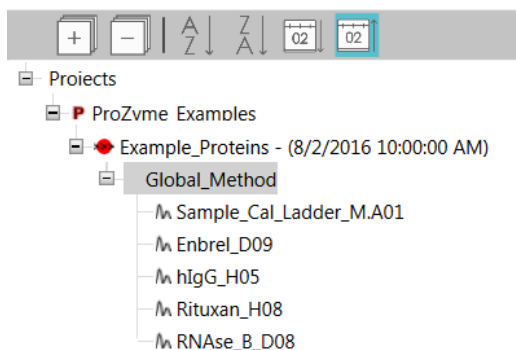 + − A Z Z A 02 02
Projects
P ProZyme Examples
Example_Proteins - (8/2/2016 10:00:00 AM)
Global_Method
Sample_Cal_Ladder_M.A01
Enbrel_D09
hIgG_H05
Rituxan_H08
RNAse_B_D08